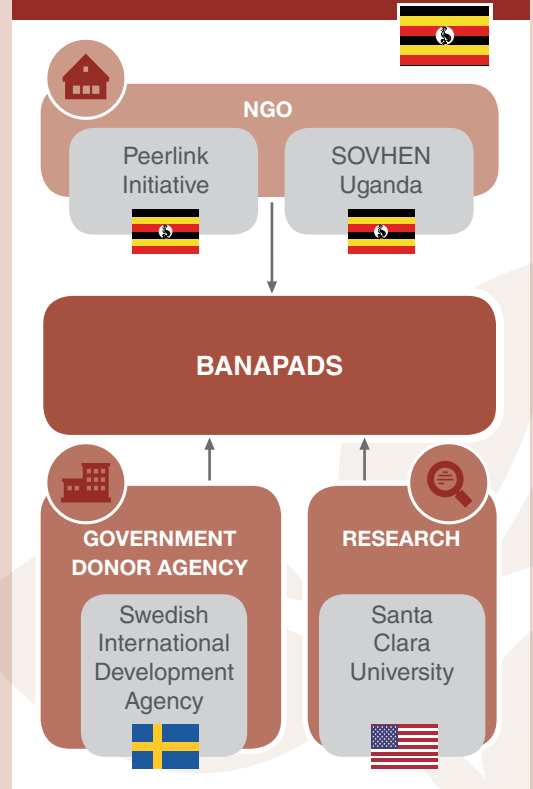 NGO
Peerlink
Initiative
SOVHEN
Uganda
BANAPADS
GOVERNMENT
DONOR AGENCY
Swedish
International
Development
Agency
RESEARCH
Santa
Clara
University